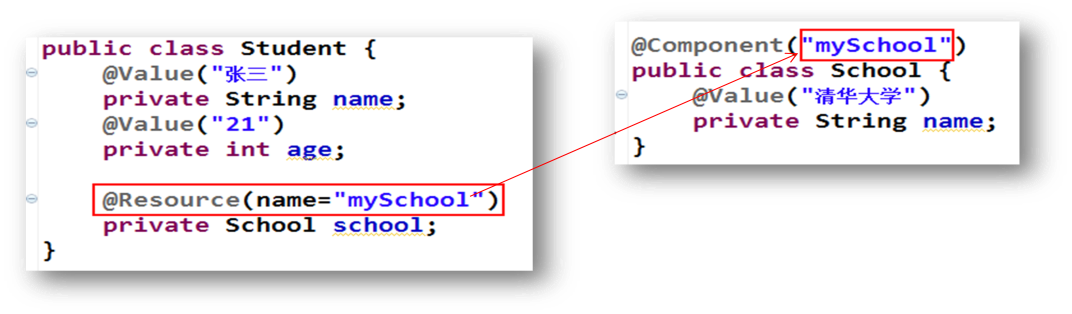 public class Student {
@Value("张三")
private String name;
@Value("21")
private int age;
@Resource(name="mySchool")
private School school;
}
@Component("mySchool")
public class School {
@Value("清华大学")
private String name;
}